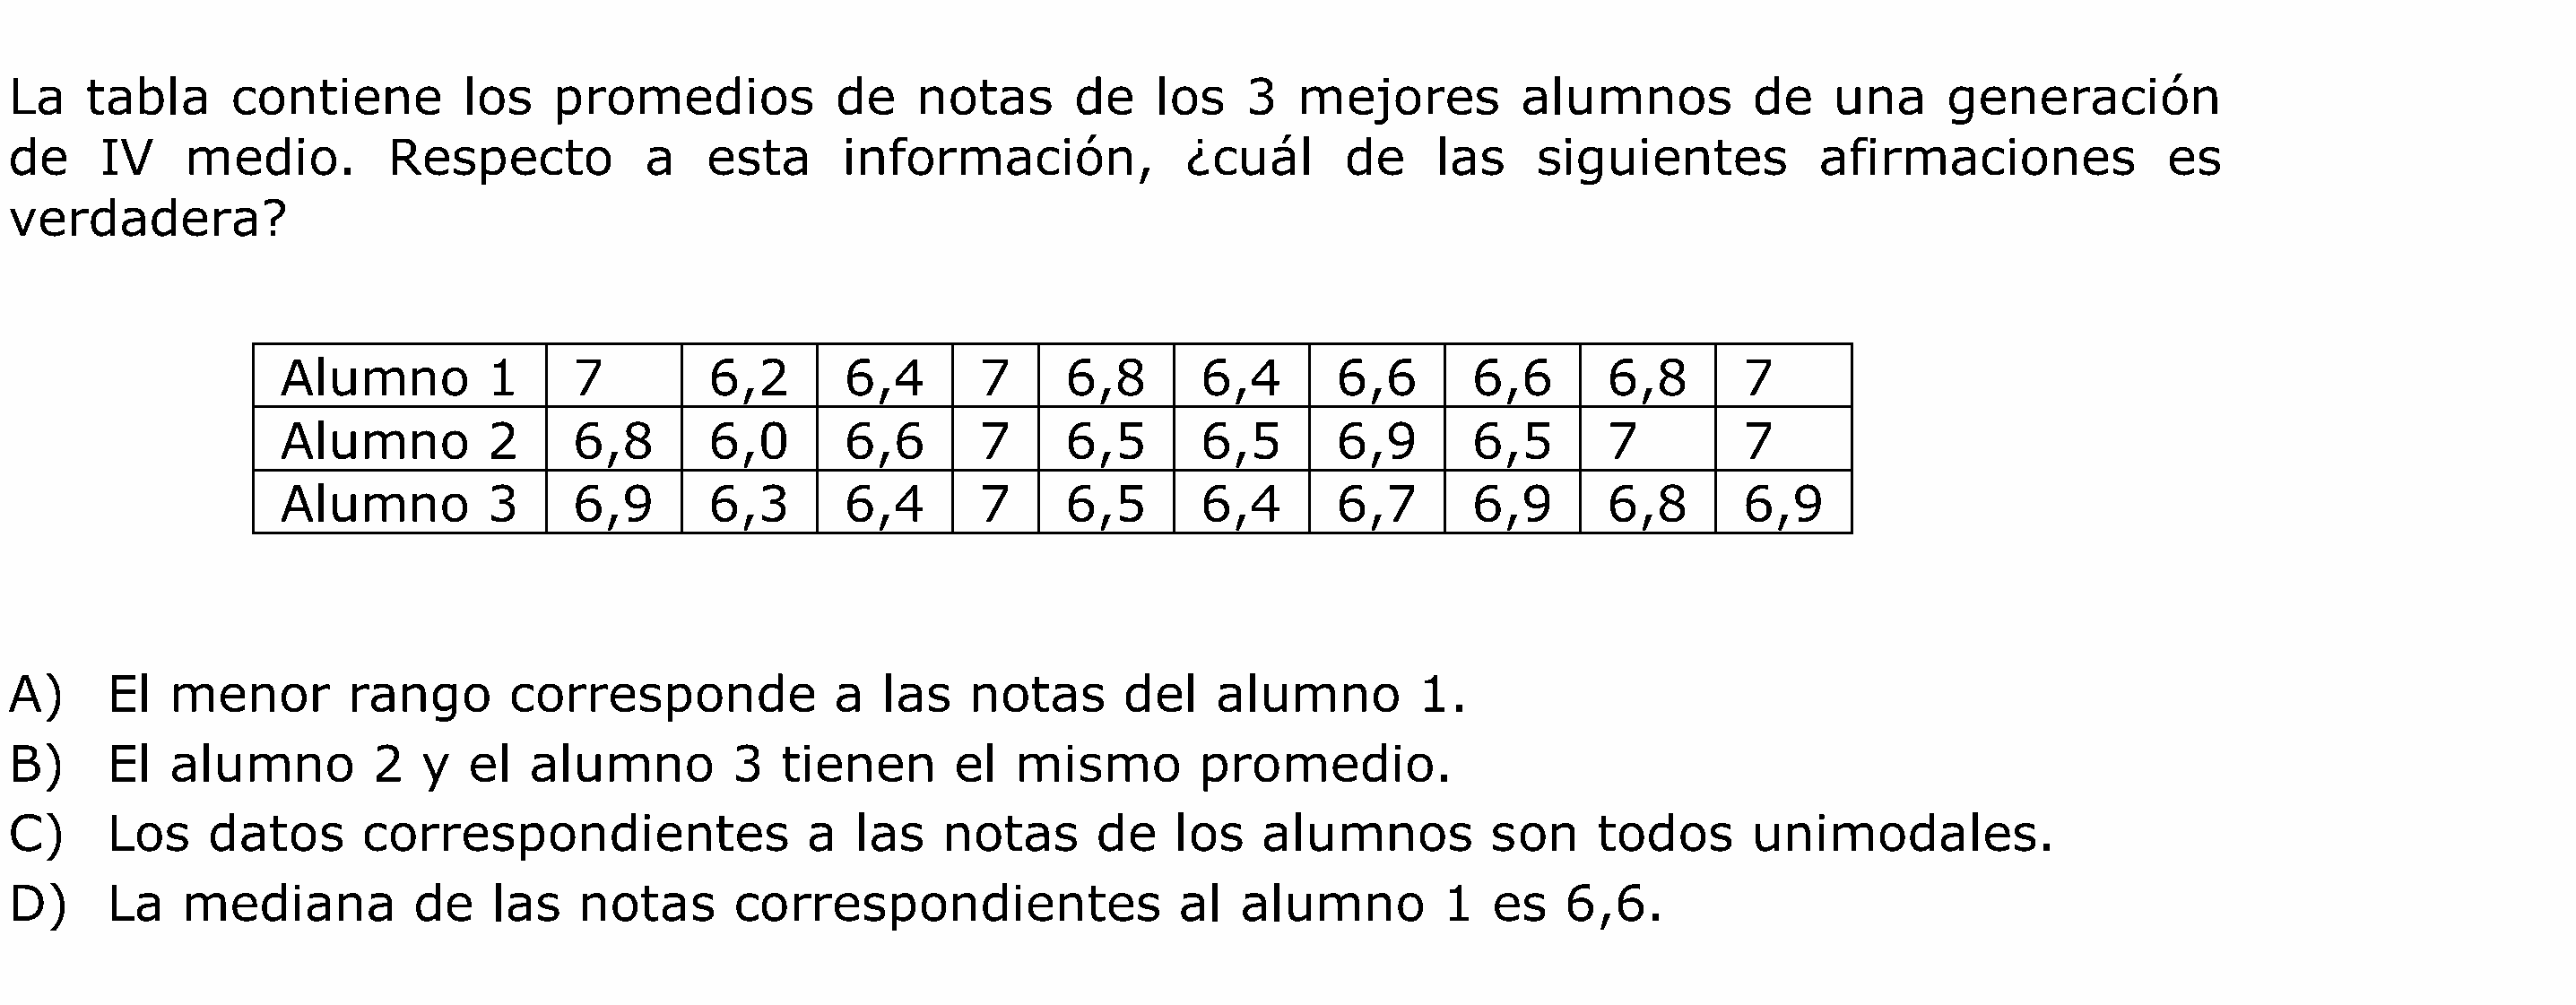 La tabla contiene los promedios de notas de los 3 mejores alumnos de una generación
de IV medio. Respecto a esta información, ¿cuál de las siguientes afirmaciones es
verdadera?
Alumno 1 7 6,2 6,4 7 6,8 6,4 6,6 6,6 6,8 7
Alumno 2 6,8 6,0 6,6 7 6,5 6,5 6,9 6,5 7 7
Alumno 3 6,9 6,3 6,4 7 6,5 6,4 6,7 6,9 6,8 6,9
A) El menor rango corresponde a las notas del alumno 1.
B) El alumno 2 y el alumno 3 tienen el mismo promedio.
C) Los datos correspondientes a las notas de los alumnos son todos unimodales.
D) La mediana de las notas correspondientes al alumno 1 es 6,6.